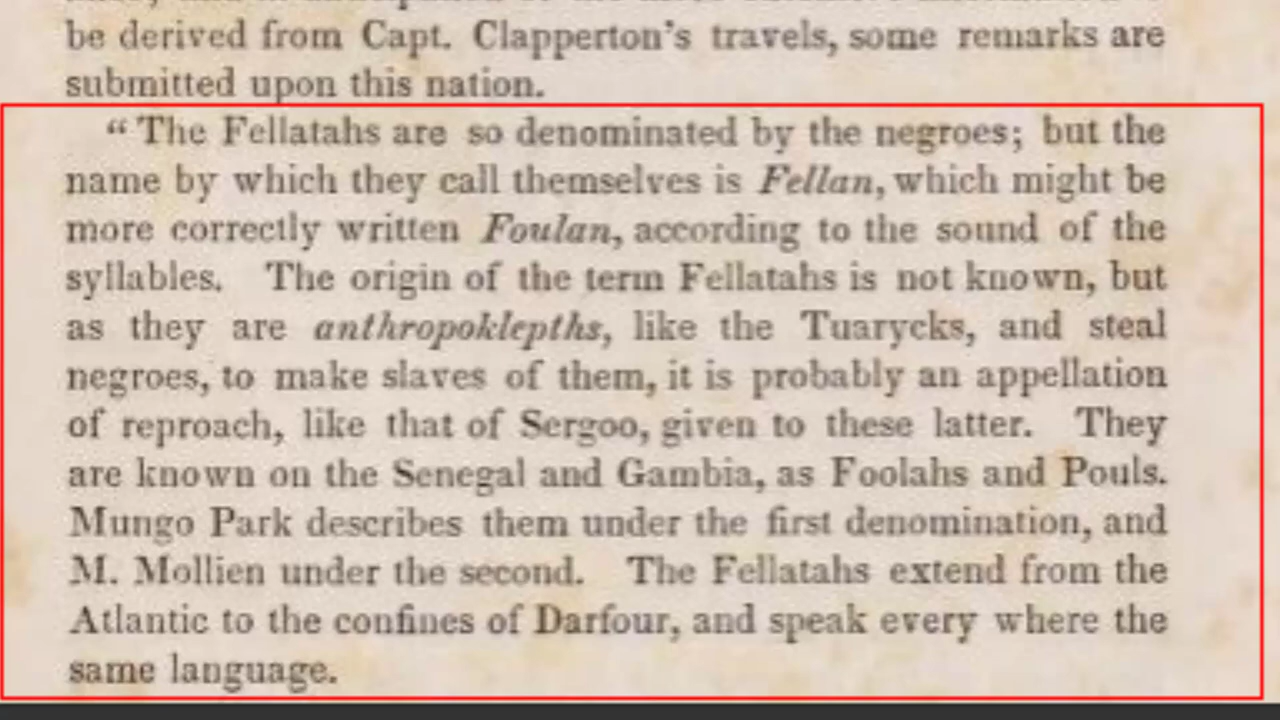 be derived from Capt. Clapperton's travels, some remarks are
submitted upon this nation.
“ The Fellatahs are so denominated by the negroes; but the
name by which they call themselves is Fellan, which might be
more correctly written Foulan, according to the sound of the
syllables. The origin of the term Fellatahs is not known, but
as they are anthropoklepths, like the Tuarycks, and steal
negroes, to make slaves of them, it is probably an appellation
of reproach, like that of Sergoo, given to these latter. They
are known on the Senegal and Gambia, as Foolahs and Pouls.
Mungo Park describes them under the first denomination, and
M. Mollien under the second. The Fellatahs extend from the
Atlantic to the confines of Darfour, and speak every where the
same language.